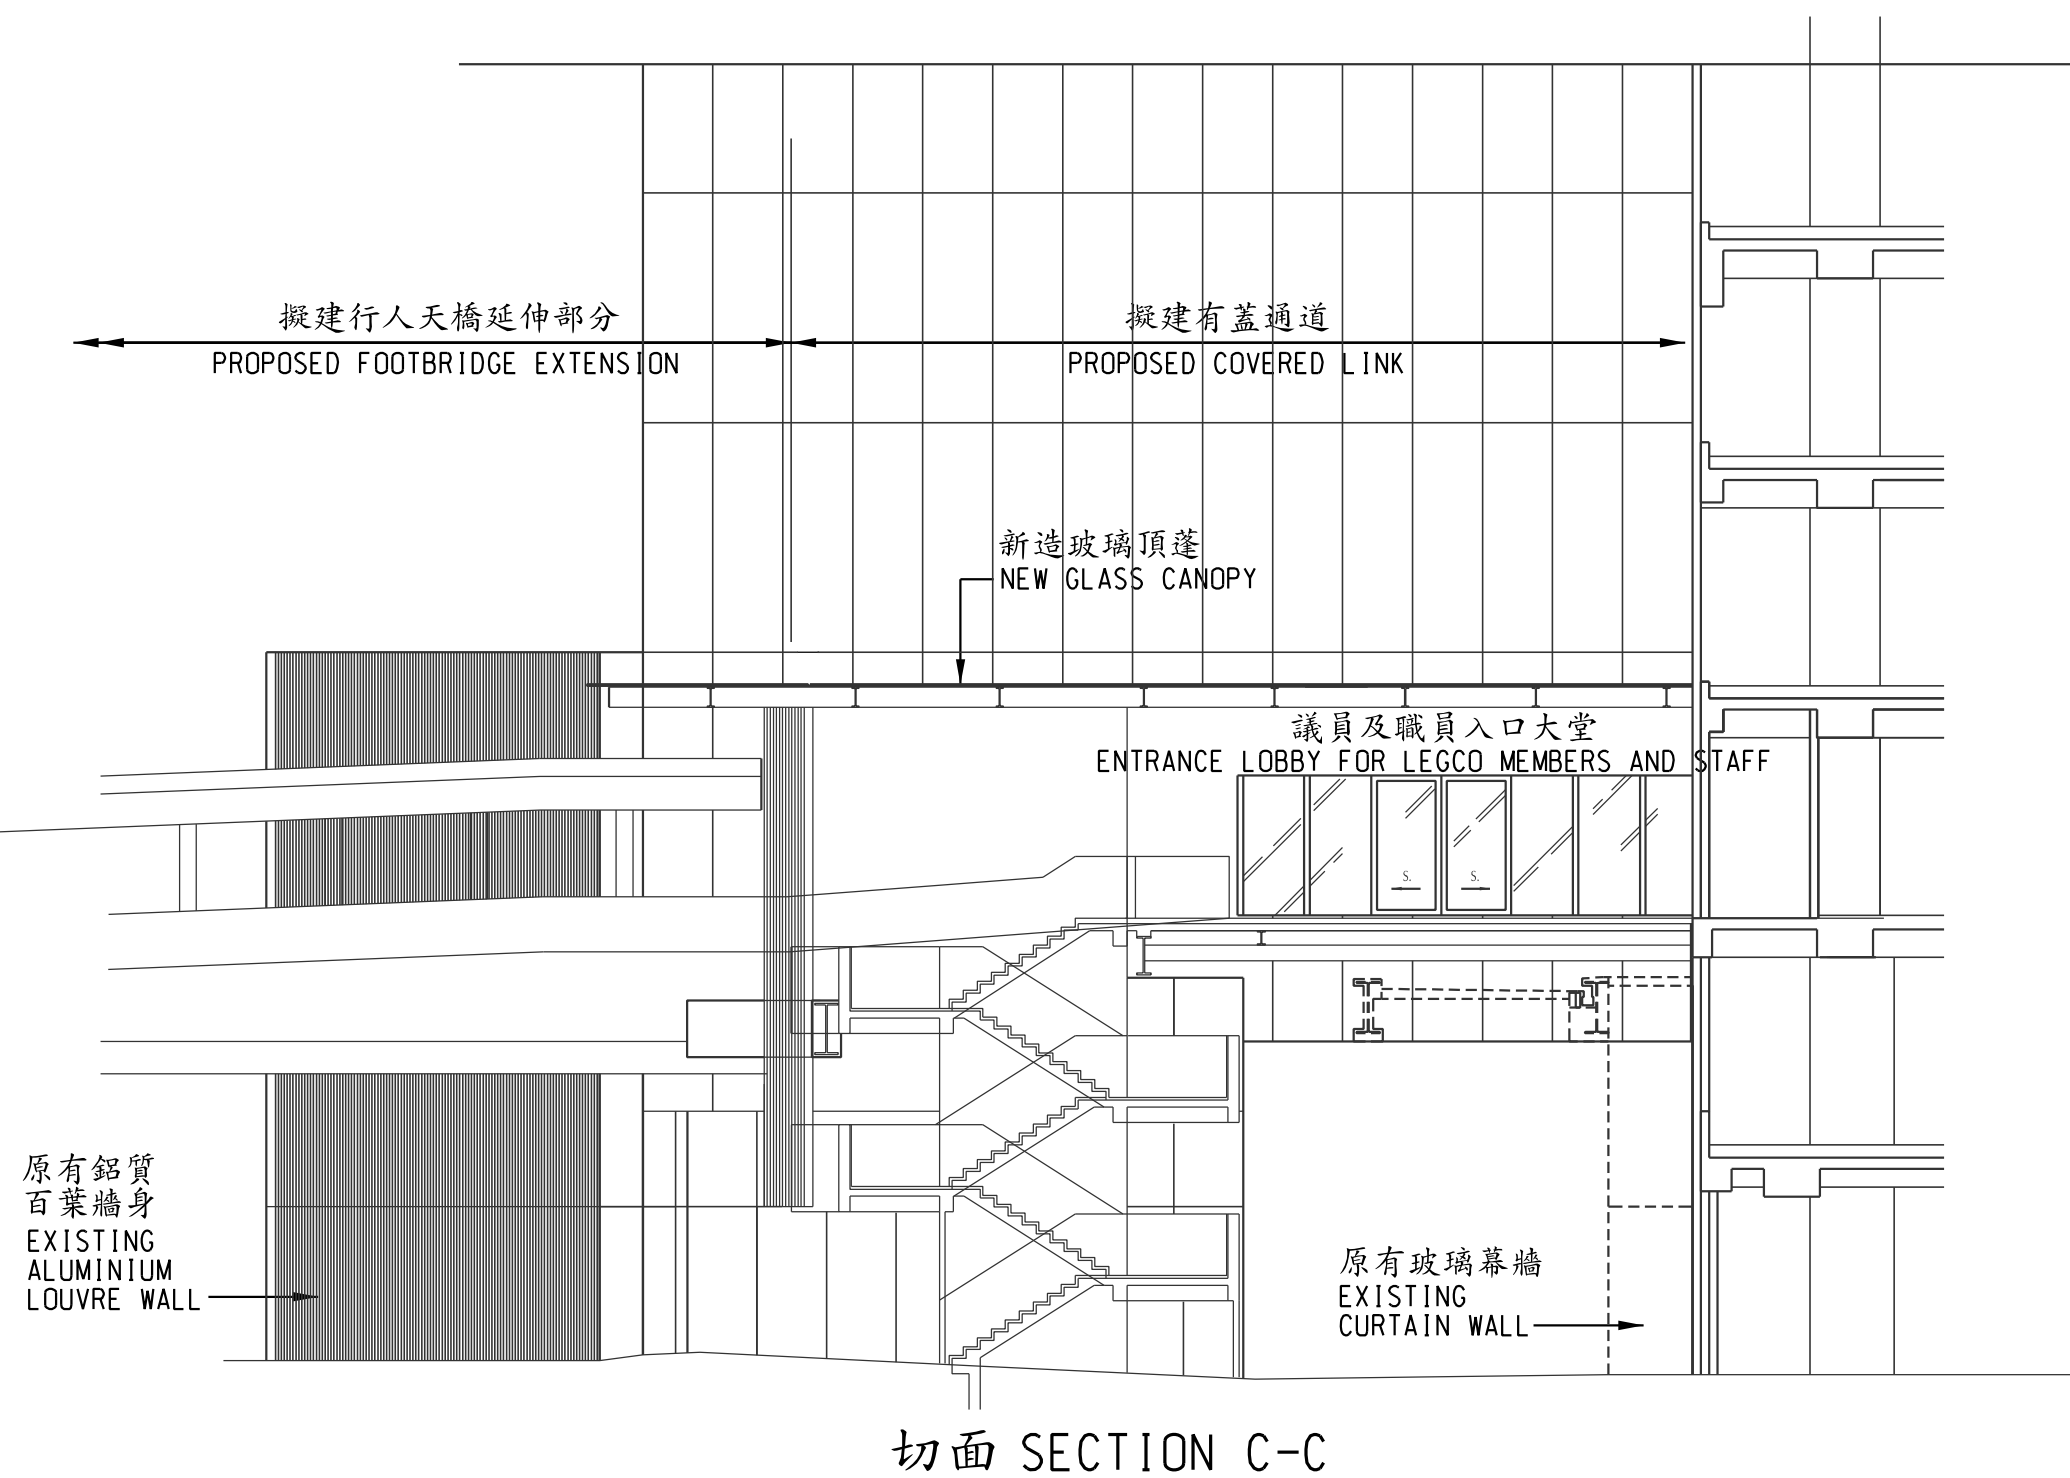 擬建行人天橋延伸部分
PROPOSED FOOTBRIDGE EXTENSION
擬建有蓋通道
PROPOSED COVERED LINK
新造玻璃頂蓬
NEW GLASS CANOPY
議員及職員入口大堂
ENTRANCE LOBBY FOR LEGCO MEMBERS AND STAFF
S.
S.
原有鋁質
百葉牆身
EXISTING
ALUMINIUM
LOUVRE WALL
原有玻璃幕牆
EXISTING
CURTAIN WALL
切面 SECTION C-C